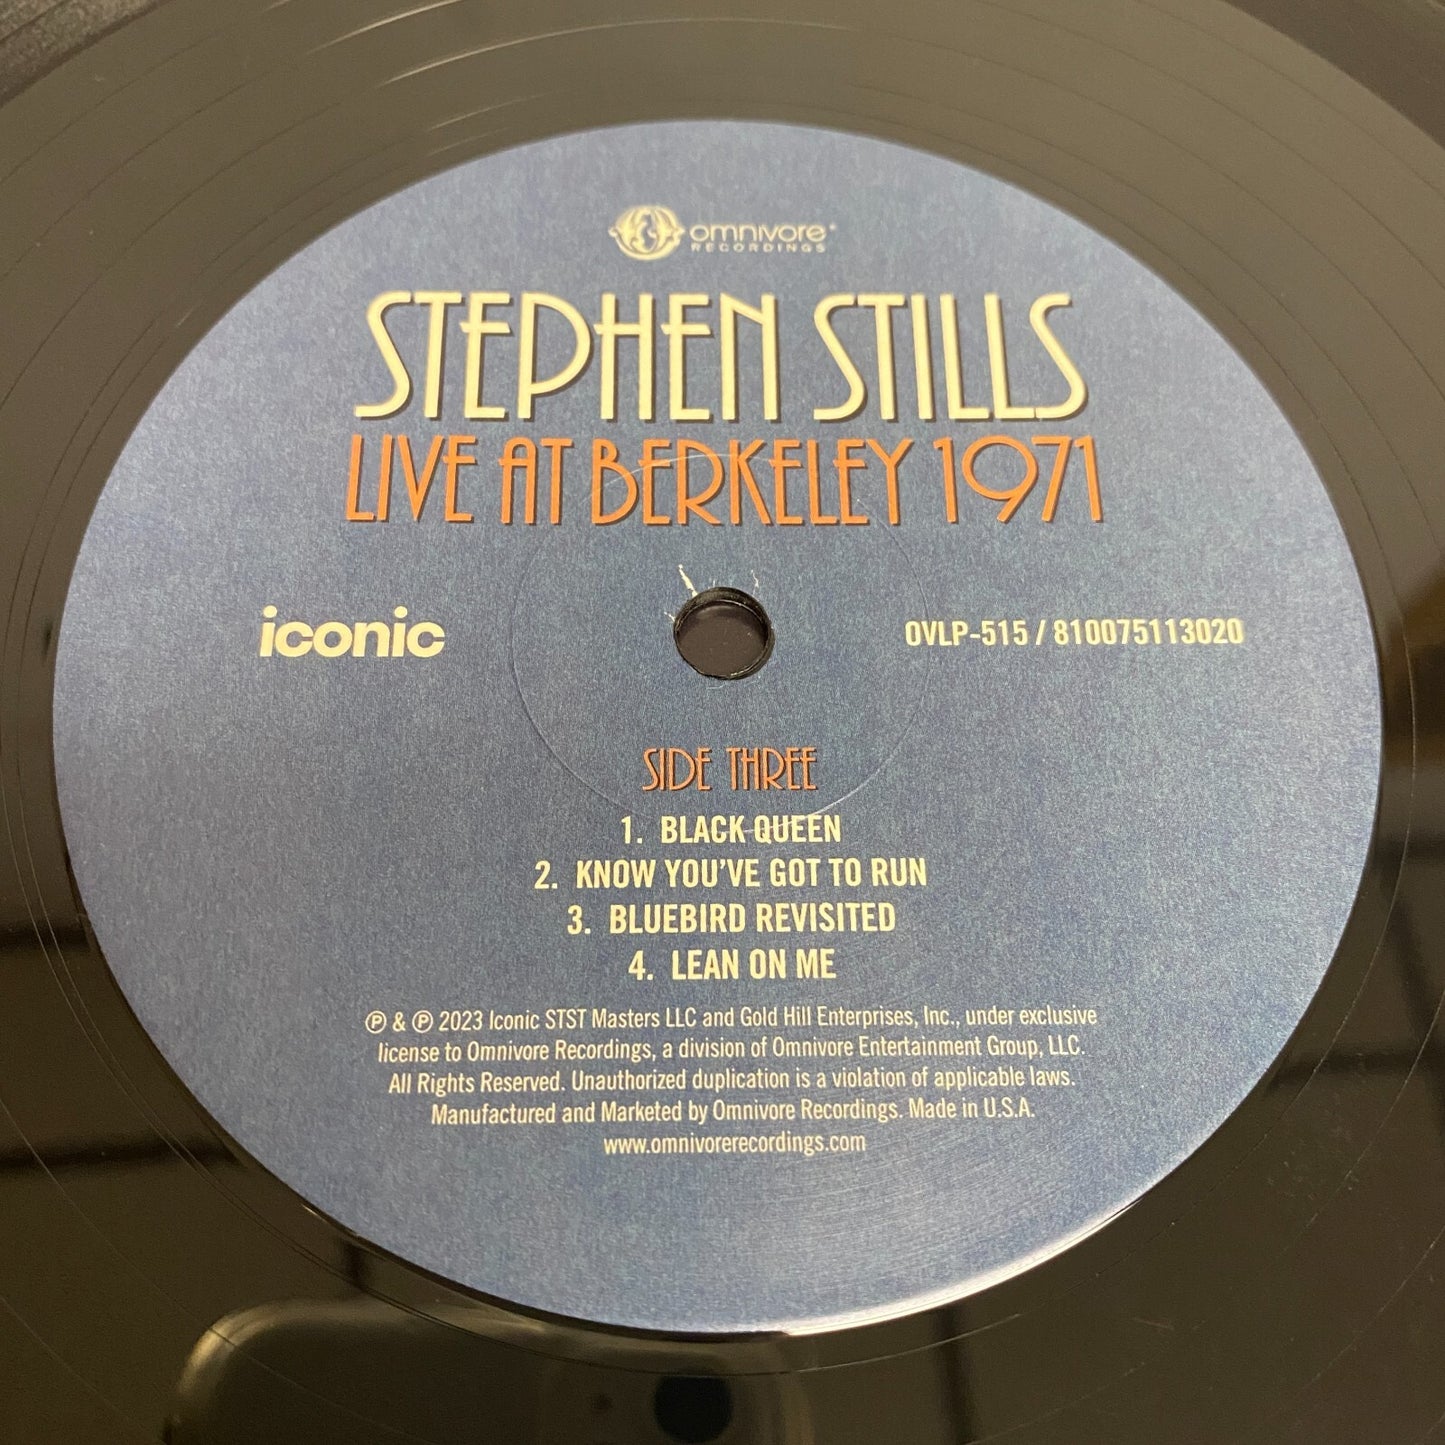 omnivore®
RECORDINGS
STEPHEN STILLS
LIVE AT BERKELEY 1971
iconic
OVLP-515 / 810075113020
SIDE THREE
1. BLACK QUEEN
2. KNOW YOU'VE GOT TO RUN
3. BLUEBIRD REVISITED
4. LEAN ON ME
℗ & ℗ 2023 Iconic STST Masters LLC and Gold Hill Enterprises, Inc., under exclusive
license to Omnivore Recordings, a division of Omnivore Entertainment Group, LLC.
All Rights Reserved. Unauthorized duplication is a violation of applicable laws.
Manufactured and Marketed by Omnivore Recordings. Made in U.S.A.
www.omnivorerecordings.com